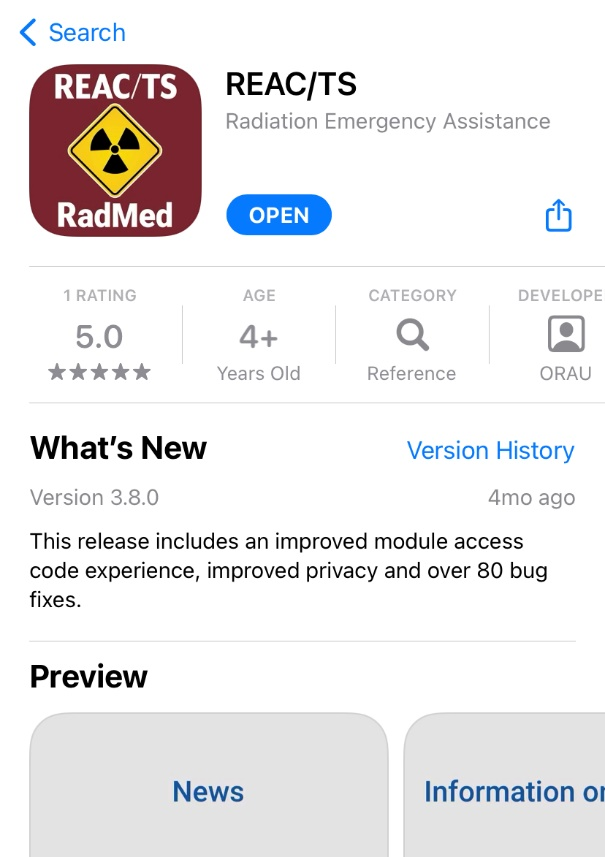 Search
REAC/TS
RadMed
REAC/TS
Radiation Emergency Assistance
OPEN
1 RATING
5.0
AGE
4+
Years Old
CATEGORY
Reference
DEVELOPE
ORAU
What's New
Version History
Version 3.8.0
4mo ago
This release includes an improved module access
code experience, improved privacy and over 80 bug
fixes.
Preview
News
Information or